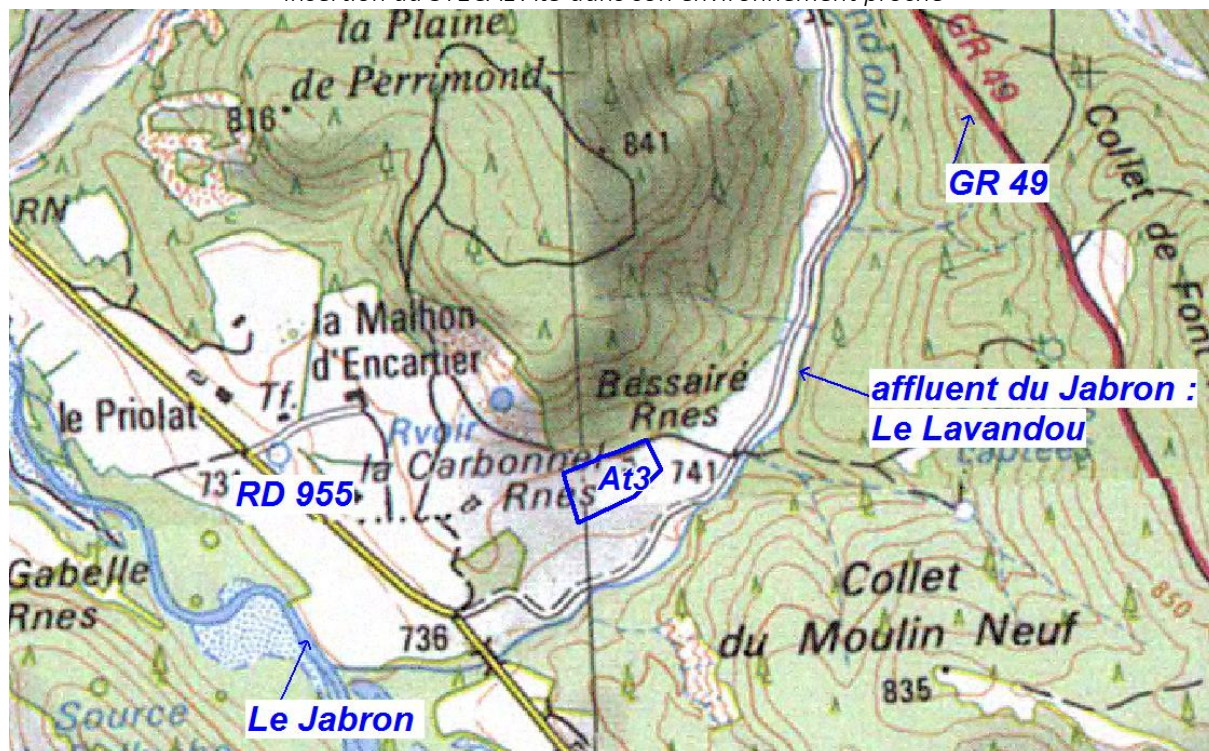 la Plaine
de Perrimond
816
841
GR 49
GR 49
Collet de Font
RN
la Malhon
d'Encartier
le Priolat
Tf.
Rvoir
Bessaire
Rnes
affluent du Jabron :
Le Lavandou
la Carbonnel
Rnes
At3
741
73
RD 955
Gabelle
Rnes
736
Collet
du Moulin Neuf
850
835
Le Jabron
Source